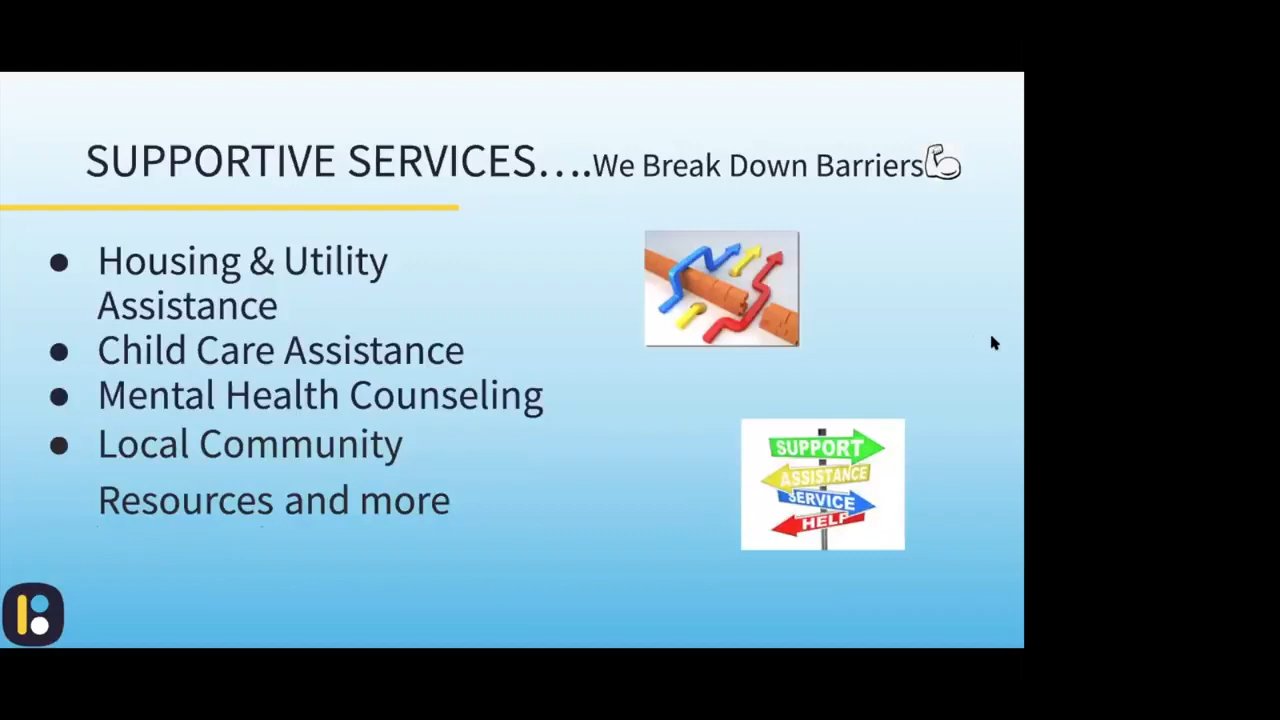 SUPPORTIVE SERVICES....We Break Down Barriers💪
● Housing & Utility
Assistance
● Child Care Assistance
● Mental Health Counseling
● Local Community
Resources and more
SUPPORT
ASSISTANCE
SERVICE
HELP